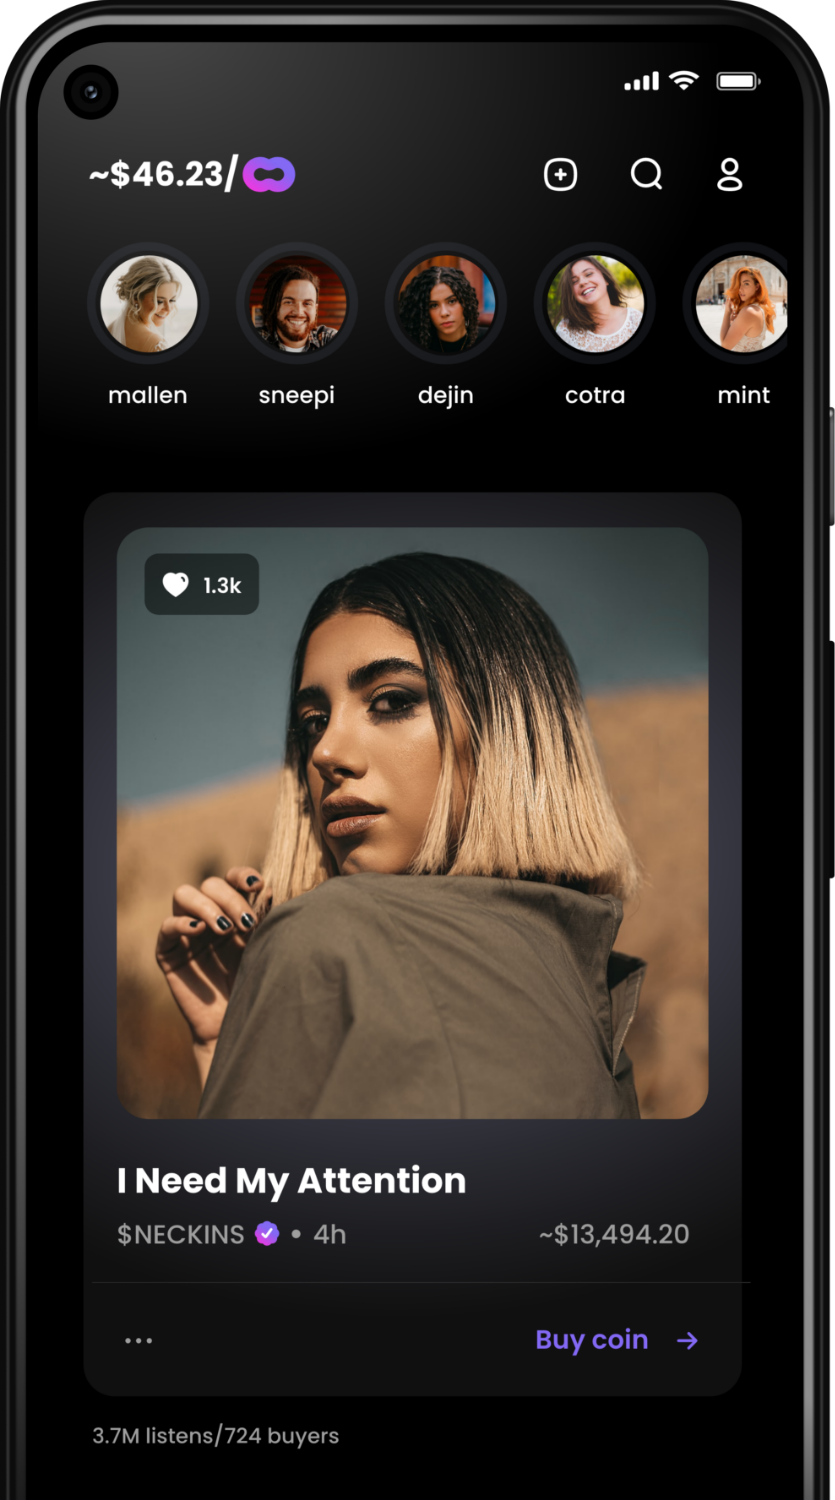 ~$46.23/
mallen sneepi dejin cotra mint
1.3k
I Need My Attention
$NECKINS • 4h ~$13,494.20
...
Buy coin →
3.7M listens/724 buyers